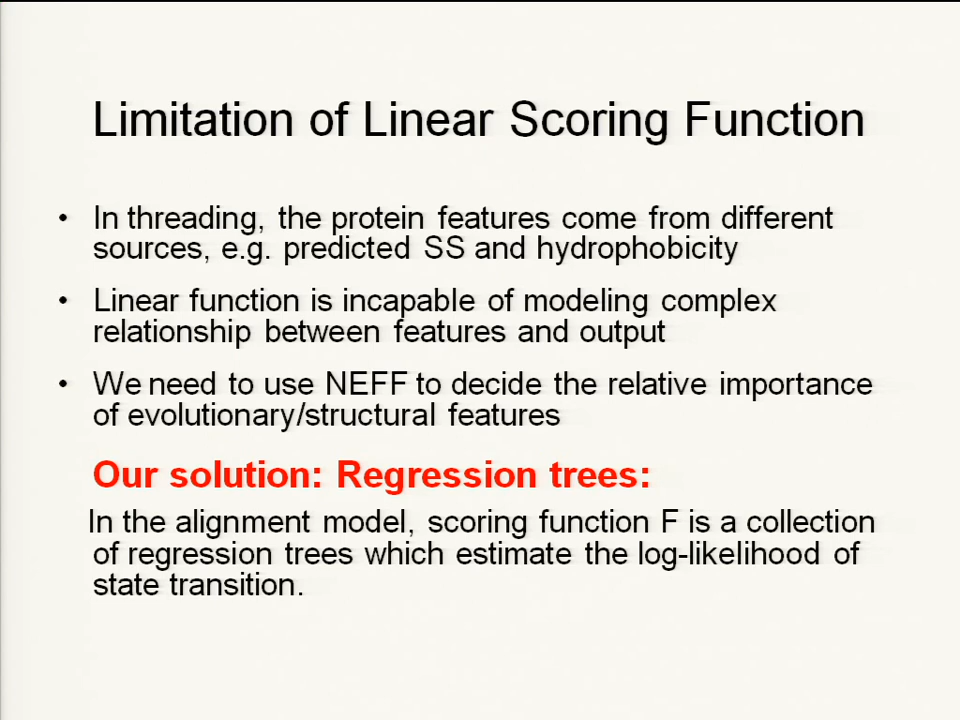 Limitation of Linear Scoring Function
• In threading, the protein features come from different
sources, e.g. predicted SS and hydrophobicity
• Linear function is incapable of modeling complex
relationship between features and output
• We need to use NEFF to decide the relative importance
of evolutionary/structural features
Our solution: Regression trees:
In the alignment model, scoring function F is a collection
of regression trees which estimate the log-likelihood of
state transition.